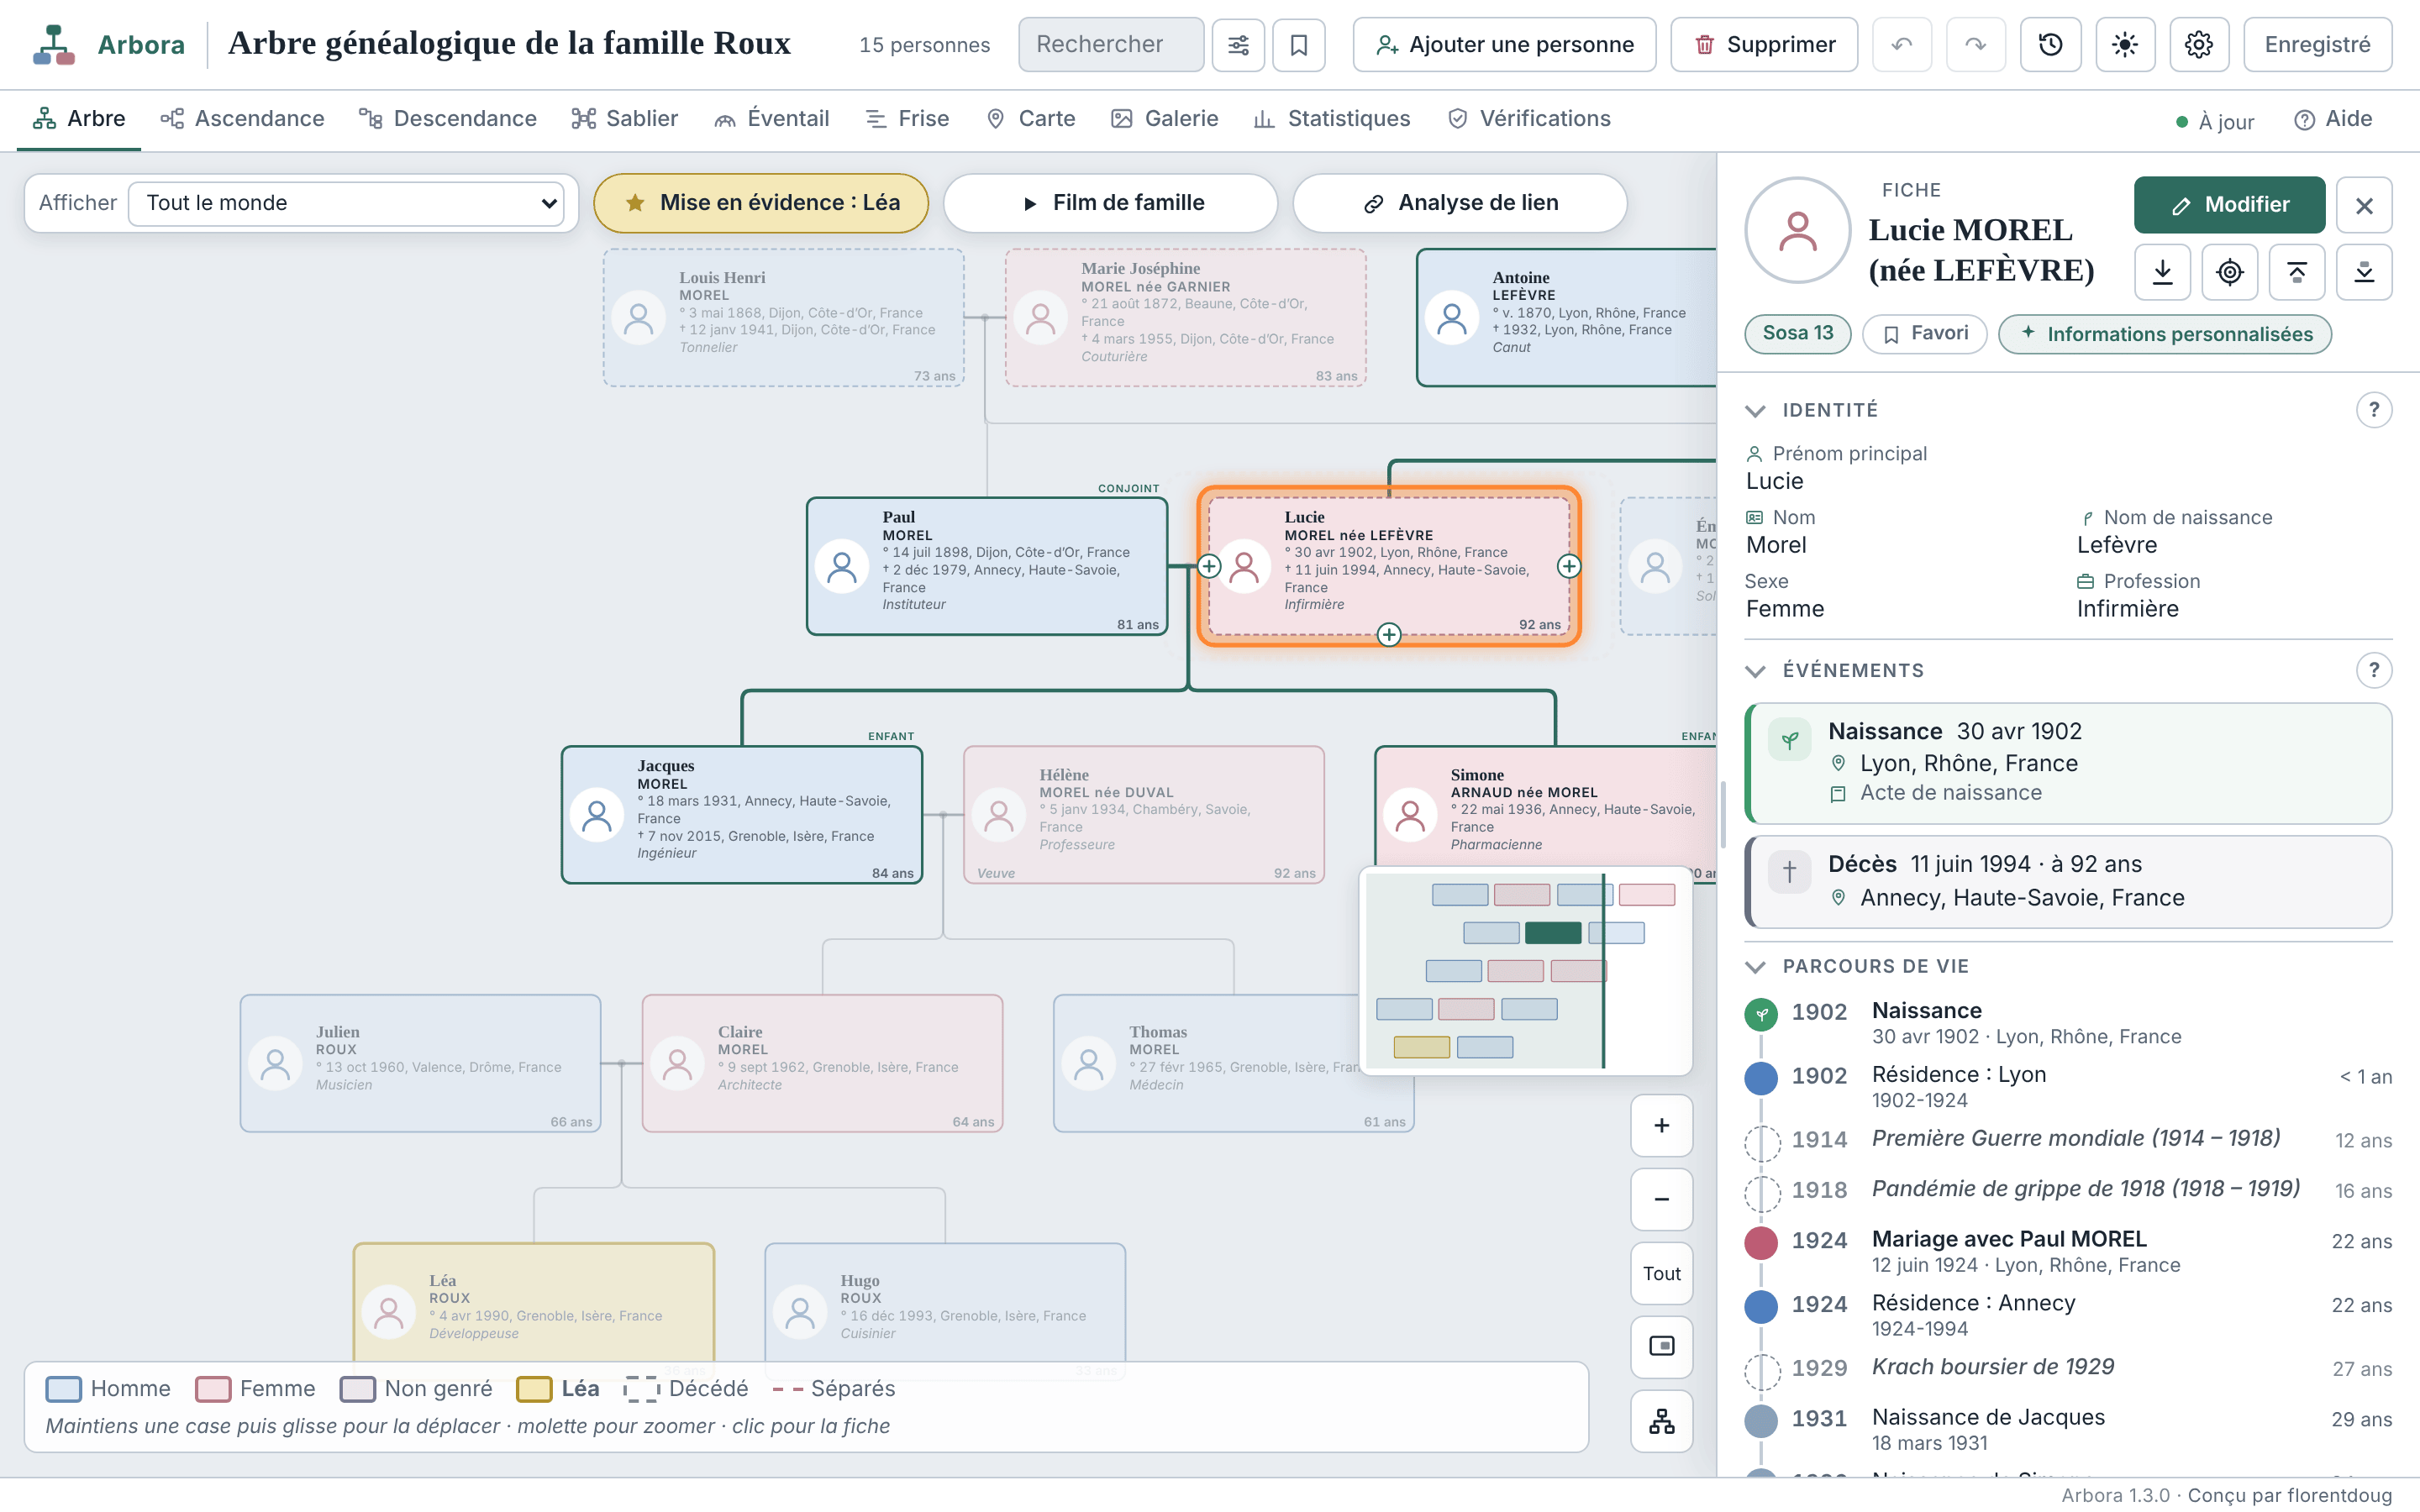 Arbora
Arbre généalogique de la famille Roux
15 personnes
Rechercher
Ajouter une personne
Supprimer
Enregistré
Arbre
Ascendance
Descendance
Sablier
Éventail
Frise
Carte
Galerie
Statistiques
Vérifications
À jour
Aide
Afficher
Tout le monde
Mise en évidence : Léa
Film de famille
Analyse de lien
Louis Henri
MOREL
° 3 mai 1868, Dijon, Côte-d’Or, France
† 12 janv 1941, Dijon, Côte-d’Or, France
Tonnelier
73 ans
Marie Joséphine
MOREL née GARNIER
° 21 août 1872, Beaune, Côte-d’Or,
France
† 4 mars 1955, Dijon, Côte-d’Or, France
Couturière
83 ans
Antoine
LEFÈVRE
° v. 1870, Lyon, Rhône, France
† 1932, Lyon, Rhône, France
Canut
CONJOINT
Paul
MOREL
° 14 juil 1898, Dijon, Côte-d’Or, France
† 2 déc 1979, Annecy, Haute-Savoie,
France
Instituteur
81 ans
Lucie
MOREL née LEFÈVRE
° 30 avr 1902, Lyon, Rhône, France
† 11 juin 1994, Annecy, Haute-Savoie,
France
Infirmière
92 ans
ENFANT
Jacques
MOREL
° 18 mars 1931, Annecy, Haute-Savoie,
France
† 7 nov 2015, Grenoble, Isère, France
Ingénieur
84 ans
Hélène
MOREL née DUVAL
° 5 janv 1934, Chambéry, Savoie,
France
Professeure
Veuve
92 ans
Simone
ARNAUD née MOREL
° 22 mai 1936, Annecy, Haute-Savoie,
France
Pharmacienne
Julien
ROUX
° 13 oct 1960, Valence, Drôme, France
Musicien
66 ans
Claire
MOREL
° 9 sept 1962, Grenoble, Isère, France
Architecte
64 ans
Thomas
MOREL
° 27 févr 1965, Grenoble, Isère,
Médecin
61 ans
Léa
ROUX
° 4 avr 1990, Grenoble, Isère, France
Développeuse
Hugo
ROUX
° 16 déc 1993, Grenoble, Isère, France
Cuisinier
+
−
Tout
Homme
Femme
Non genré
Léa
Décédé
Séparés
Maintiens une case puis glisse pour la déplacer · molette pour zoomer · clic pour la fiche
FICHE
Lucie MOREL
(née LEFÈVRE)
Modifier
Sosa 13
Favori
Informations personnalisées
IDENTITÉ
?
Prénom principal
Lucie
Nom
Morel
Nom de naissance
Lefèvre
Sexe
Femme
Profession
Infirmière
ÉVÉNEMENTS
?
Naissance 30 avr 1902
Lyon, Rhône, France
Acte de naissance
Décès 11 juin 1994 · à 92 ans
Annecy, Haute-Savoie, France
PARCOURS DE VIE
1902 Naissance
30 avr 1902 · Lyon, Rhône, France
1902 Résidence : Lyon < 1 an
1902-1924
1914 Première Guerre mondiale (1914 – 1918) 12 ans
1918 Pandémie de grippe de 1918 (1918 – 1919) 16 ans
1924 Mariage avec Paul MOREL 22 ans
12 juin 1924 · Lyon, Rhône, France
1924 Résidence : Annecy 22 ans
1924-1994
1929 Krach boursier de 1929 27 ans
1931 Naissance de Jacques 29 ans
18 mars 1931
Arbora 1.3.0 · Conçu par florentdoug